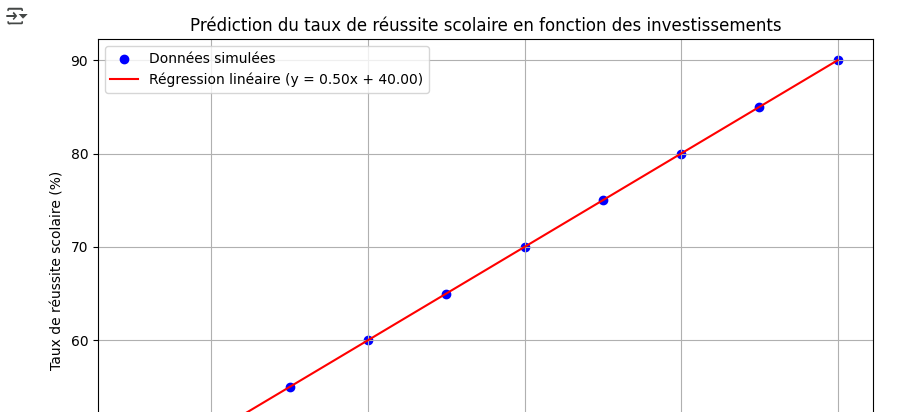 Prédiction du taux de réussite scolaire en fonction des investissements
Données simulées
Régression linéaire (y = 0.50x + 40.00)
90
80
70
60
Taux de réussite scolaire (%)